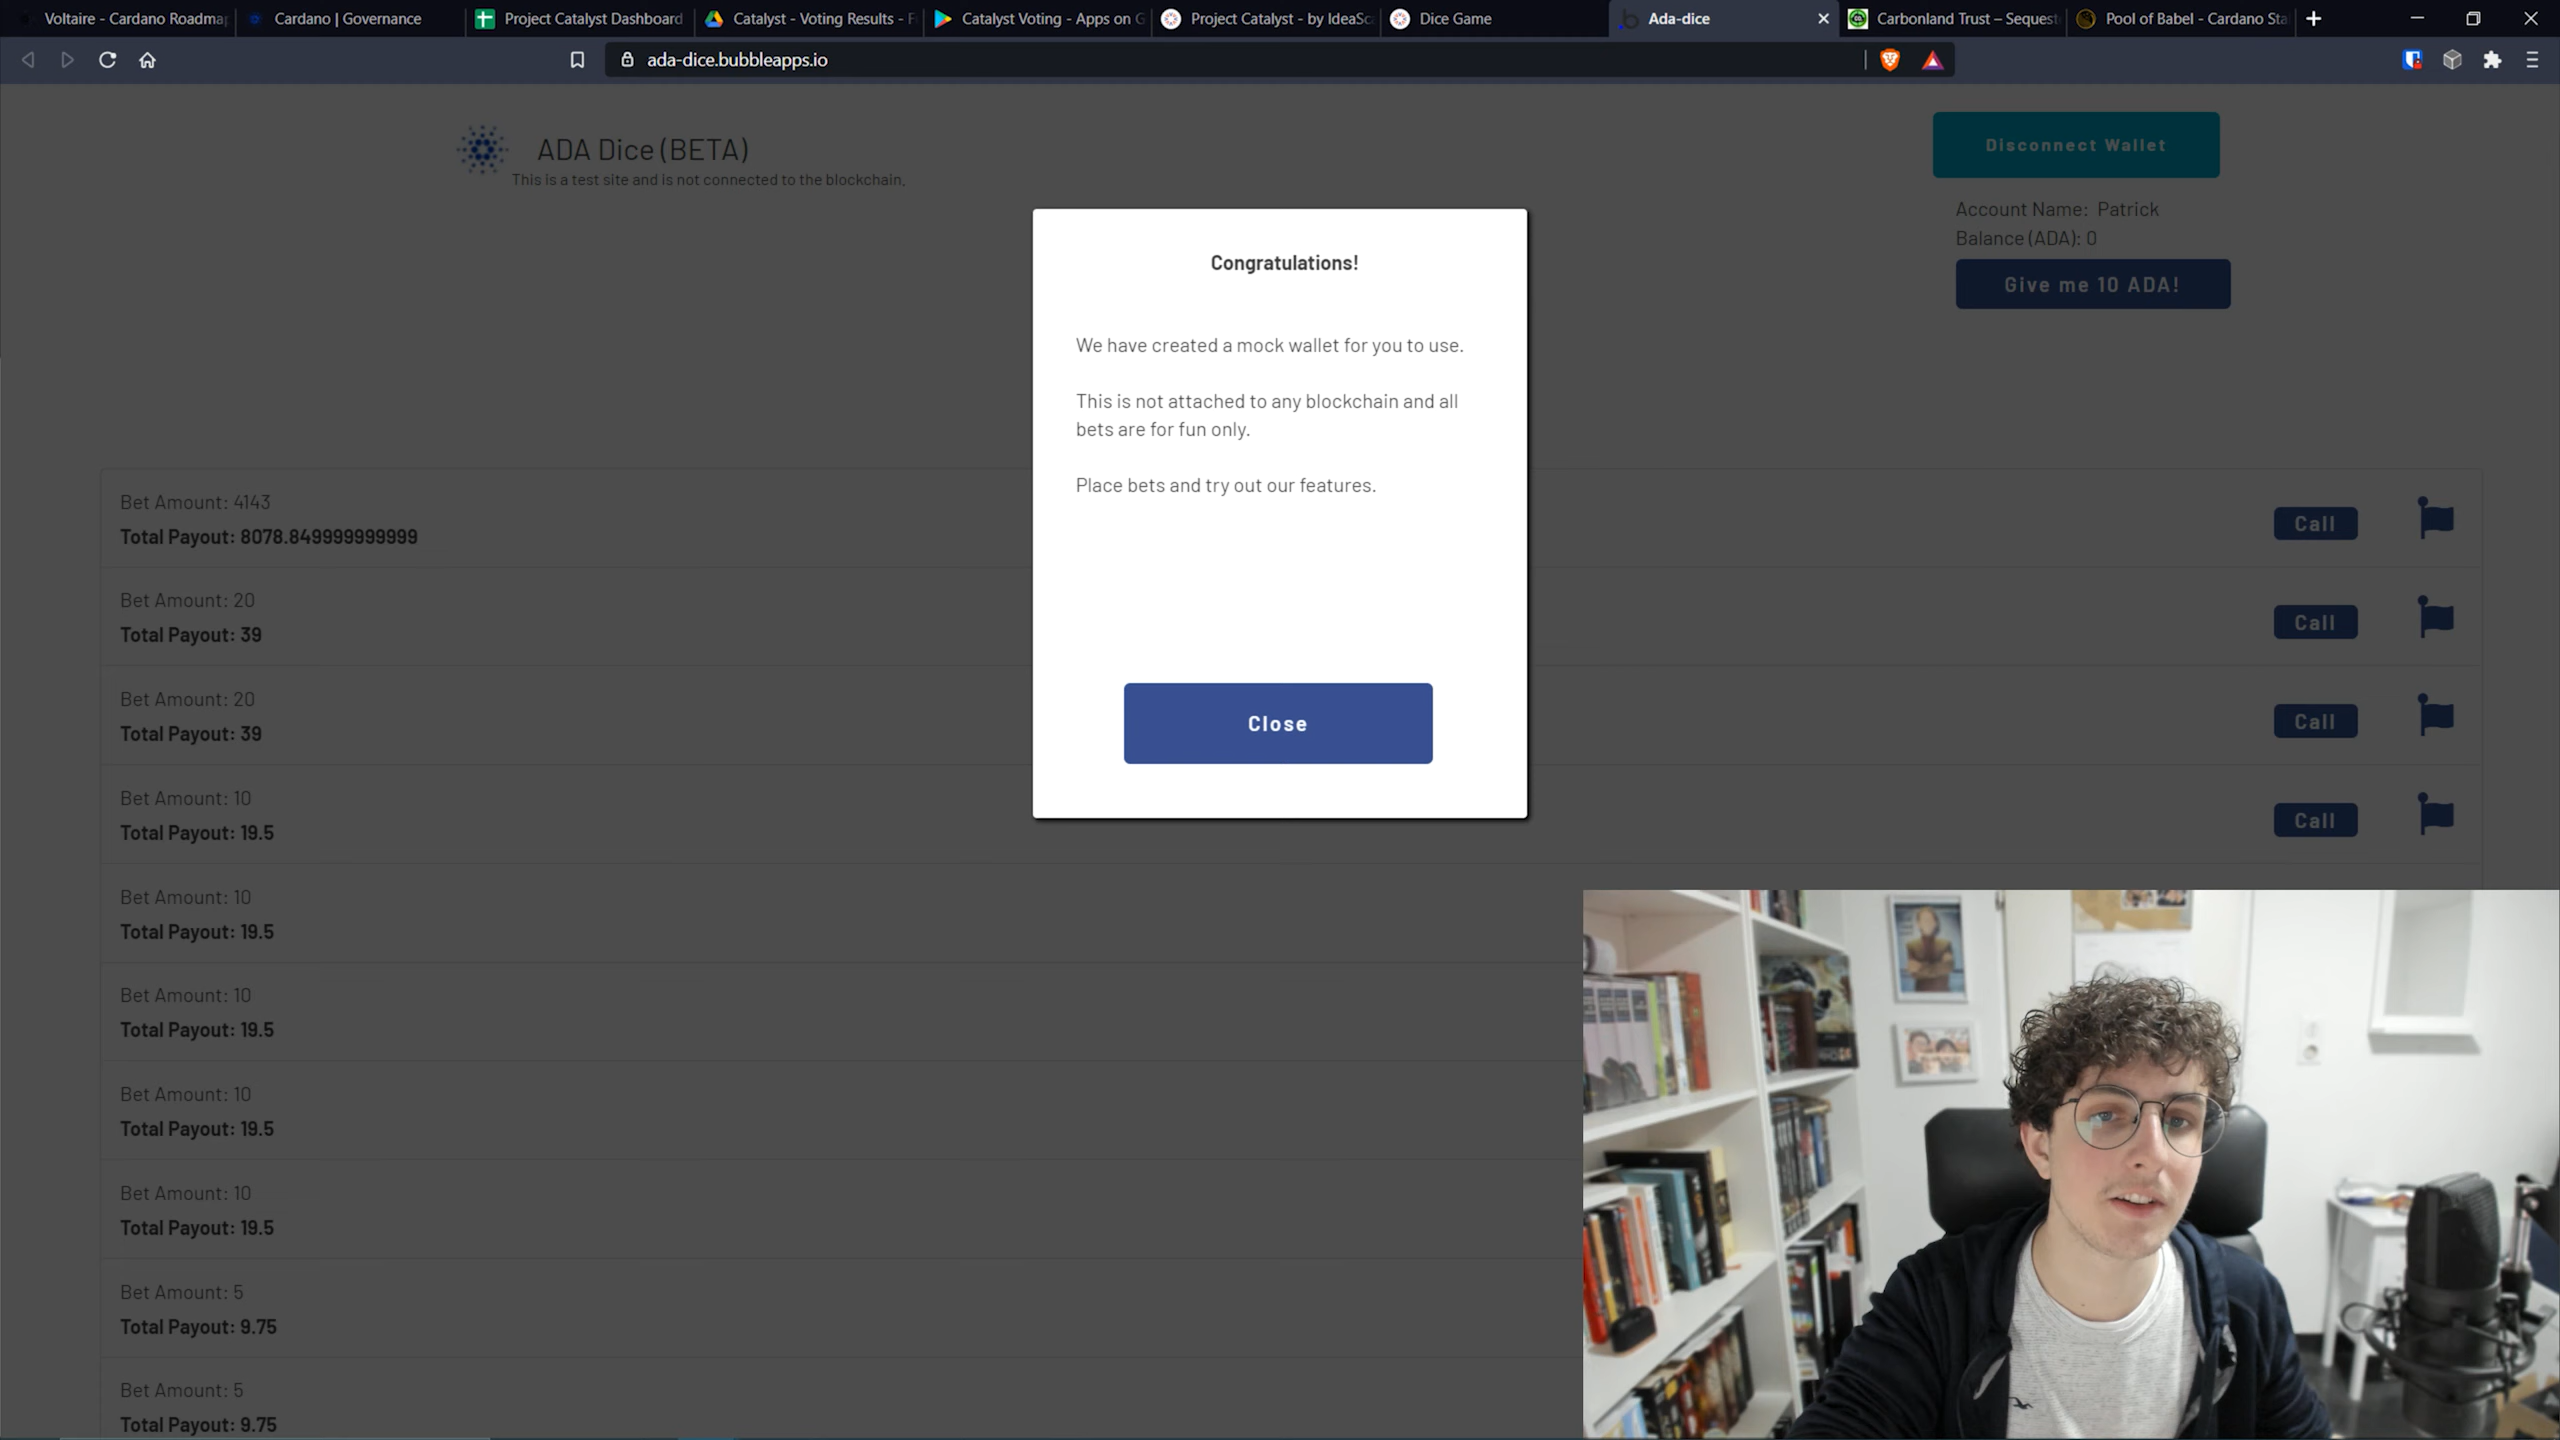 Voltaire - Cardano Roadmap
Cardano | Governance
Project Catalyst Dashboard
Catalyst - Voting Results - F
Catalyst Voting - Apps on G
Project Catalyst - by IdeaSca
Dice Game
Ada-dice
Carbonland Trust – Sequest
Pool of Babel - Cardano Sta
ada-dice.bubbleapps.io
ADA Dice (BETA)
This is a test site and is not connected to the blockchain.
Disconnect Wallet
Account Name: Patrick
Balance (ADA): 0
Give me 10 ADA!
Congratulations!
We have created a mock wallet for you to use.
This is not attached to any blockchain and all
bets are for fun only.
Place bets and try out our features.
Close
Bet Amount: 4143
Total Payout: 8078.849999999999
Call
Bet Amount: 20
Total Payout: 39
Call
Bet Amount: 20
Total Payout: 39
Call
Bet Amount: 10
Total Payout: 19.5
Call
Bet Amount: 10
Total Payout: 19.5
Bet Amount: 10
Total Payout: 19.5
Bet Amount: 10
Total Payout: 19.5
Bet Amount: 10
Total Payout: 19.5
Bet Amount: 5
Total Payout: 9.75
Bet Amount: 5
Total Payout: 9.75